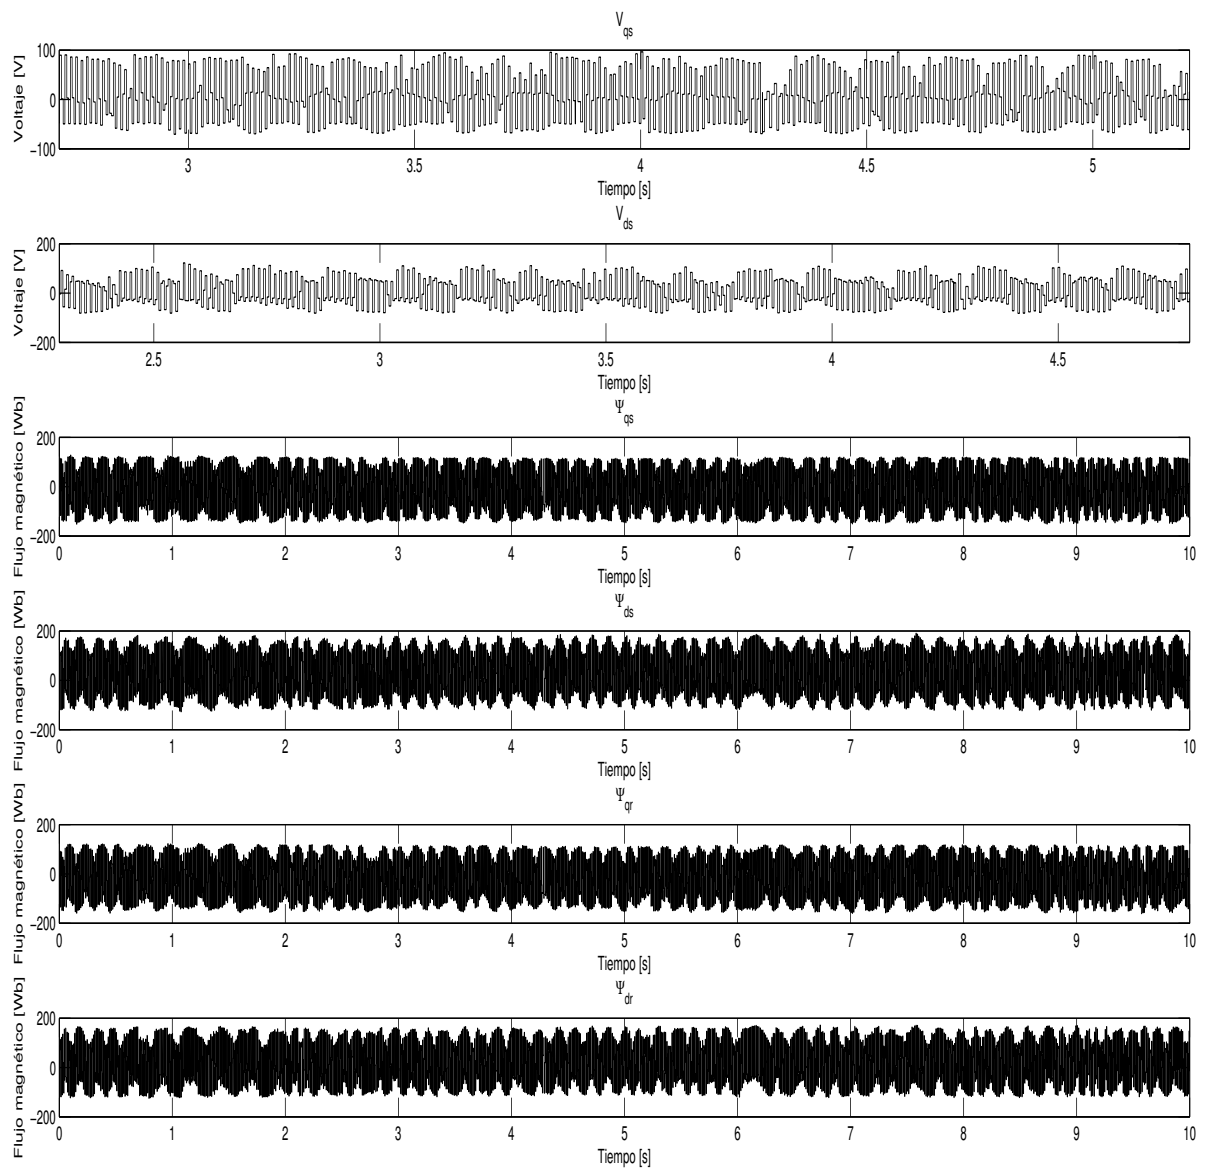 V_qs
Voltaje [V]
100
0
−100
3
3.5
4
4.5
5
Tiempo [s]
V_ds
Voltaje [V]
200
0
−200
2.5
3
3.5
4
4.5
Tiempo [s]
Ψ_qs
Flujo magnético [Wb]
200
0
−200
0 1 2 3 4 5 6 7 8 9 10
Tiempo [s]
Ψ_ds
Flujo magnético [Wb]
200
0
−200
0 1 2 3 4 5 6 7 8 9 10
Tiempo [s]
Ψ_qr
Flujo magnético [Wb]
200
0
−200
0 1 2 3 4 5 6 7 8 9 10
Tiempo [s]
Ψ_dr
Flujo magnético [Wb]
200
0
−200
0 1 2 3 4 5 6 7 8 9 10
Tiempo [s]